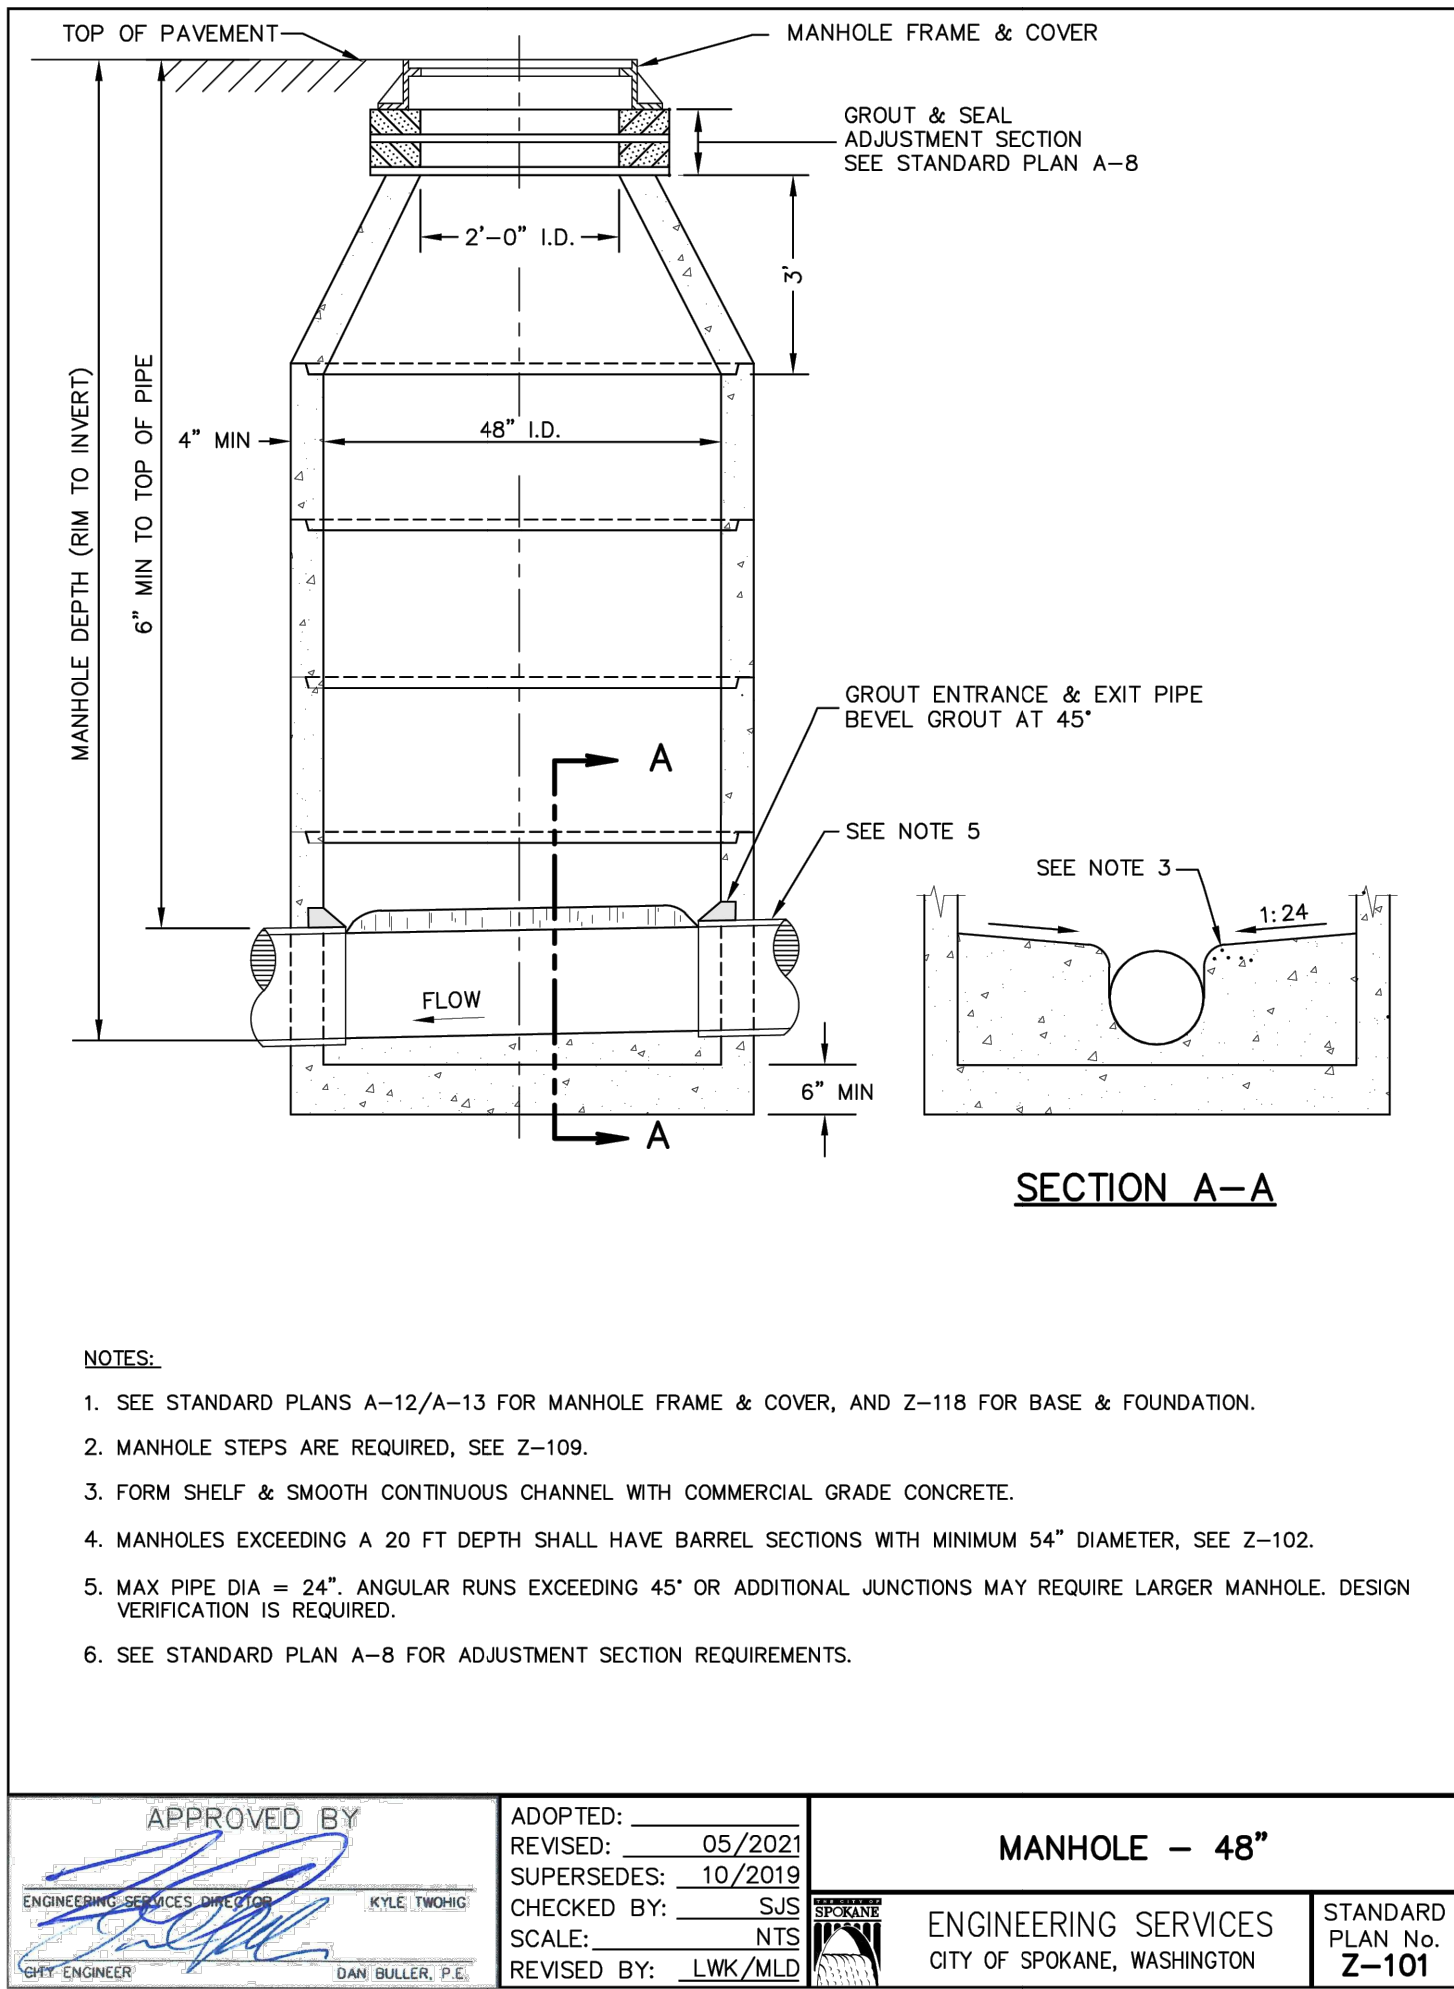 TOP OF PAVEMENT
MANHOLE FRAME & COVER
GROUT & SEAL
ADJUSTMENT SECTION
SEE STANDARD PLAN A-8
2'-0" I.D.
3'
MANHOLE DEPTH (RIM TO INVERT)
6" MIN TO TOP OF PIPE
4" MIN
48" I.D.
GROUT ENTRANCE & EXIT PIPE
BEVEL GROUT AT 45°
A
SEE NOTE 5
SEE NOTE 3
1:24
FLOW
6" MIN
A
SECTION A-A
NOTES:
1. SEE STANDARD PLANS A-12/A-13 FOR MANHOLE FRAME & COVER, AND Z-118 FOR BASE & FOUNDATION.
2. MANHOLE STEPS ARE REQUIRED, SEE Z-109.
3. FORM SHELF & SMOOTH CONTINUOUS CHANNEL WITH COMMERCIAL GRADE CONCRETE.
4. MANHOLES EXCEEDING A 20 FT DEPTH SHALL HAVE BARREL SECTIONS WITH MINIMUM 54" DIAMETER, SEE Z-102.
5. MAX PIPE DIA = 24". ANGULAR RUNS EXCEEDING 45° OR ADDITIONAL JUNCTIONS MAY REQUIRE LARGER MANHOLE. DESIGN
VERIFICATION IS REQUIRED.
6. SEE STANDARD PLAN A-8 FOR ADJUSTMENT SECTION REQUIREMENTS.
APPROVED BY
ENGINEERING SERVICES DIRECTOR KYLE TWOHIG
CITY ENGINEER DAN BULLER, P.E.
ADOPTED:
REVISED: 05/2021
SUPERSEDES: 10/2019
CHECKED BY: SJS
SCALE: NTS
REVISED BY: LWK/MLD
MANHOLE - 48"
THE CITY OF
SPOKANE
ENGINEERING SERVICES
CITY OF SPOKANE, WASHINGTON
STANDARD
PLAN No.
Z-101